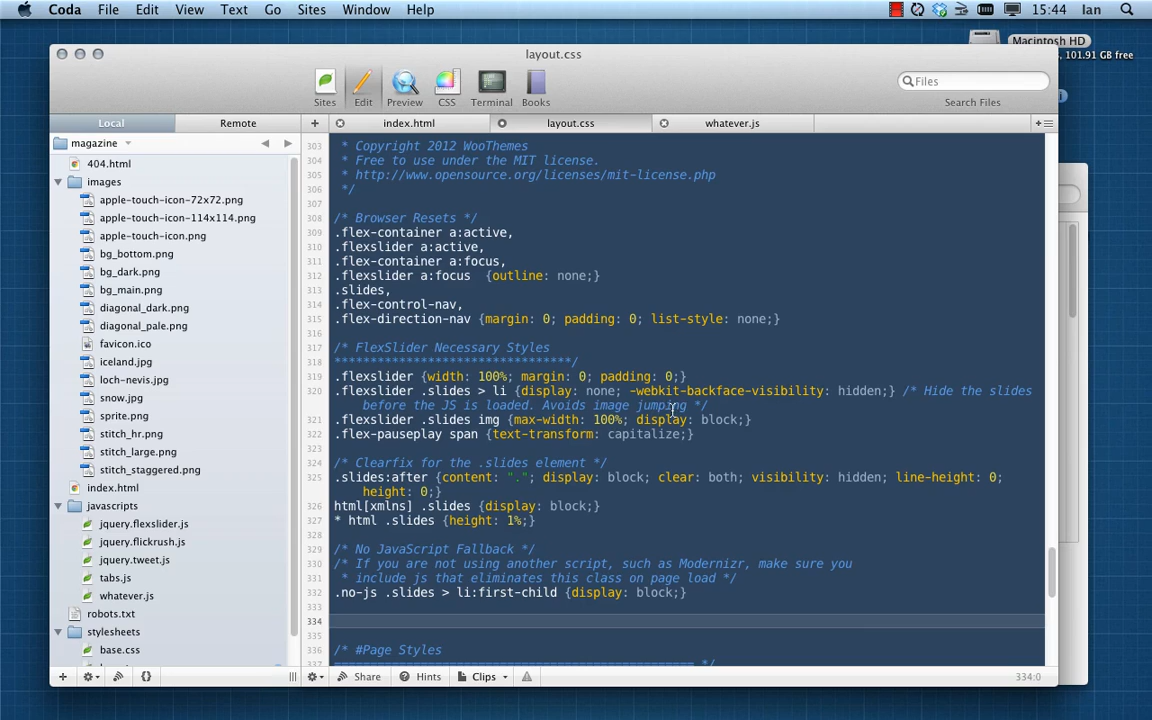 Coda File Edit View Text Go Sites Window Help 15:44 Ian
Macintosh HD
, 101.91 GB free
layout.css
Sites Edit Preview CSS Terminal Books
Files
Search Files
Local Remote
index.html layout.css whatever.js
magazine
404.html
images
apple-touch-icon-72x72.png
apple-touch-icon-114x114.png
apple-touch-icon.png
bg_bottom.png
bg_dark.png
bg_main.png
diagonal_dark.png
diagonal_pale.png
favicon.ico
iceland.jpg
loch-nevis.jpg
snow.jpg
sprite.png
stitch_hr.png
stitch_large.png
stitch_staggered.png
index.html
javascripts
jquery.flexslider.js
jquery.flickrush.js
jquery.tweet.js
tabs.js
whatever.js
robots.txt
stylesheets
base.css
303 * Copyright 2012 WooThemes
304 * Free to use under the MIT license.
305 * http://www.opensource.org/licenses/mit-license.php
306 */
307
308 /* Browser Resets */
309 .flex-container a:active,
310 .flexslider a:active,
311 .flex-container a:focus,
312 .flexslider a:focus  {outline: none;}
313 .slides,
314 .flex-control-nav,
315 .flex-direction-nav {margin: 0; padding: 0; list-style: none;}
316
317 /* FlexSlider Necessary Styles
318 *********************************/
319 .flexslider {width: 100%; margin: 0; padding: 0;}
320 .flexslider .slides > li {display: none; -webkit-backface-visibility: hidden;} /* Hide the slides
before the JS is loaded. Avoids image jumping */
321 .flexslider .slides img {max-width: 100%; display: block;}
322 .flex-pauseplay span {text-transform: capitalize;}
323
324 /* Clearfix for the .slides element */
325 .slides:after {content: "."; display: block; clear: both; visibility: hidden; line-height: 0;
height: 0;}
326 html[xmlns] .slides {display: block;}
327 * html .slides {height: 1%;}
328
329 /* No JavaScript Fallback */
330 /* If you are not using another script, such as Modernizr, make sure you
331 * include js that eliminates this class on page load */
332 .no-js .slides > li:first-child {display: block;}
333
334
335
336 /* #Page Styles
337 ================================================== */
Share Hints Clips 334:0